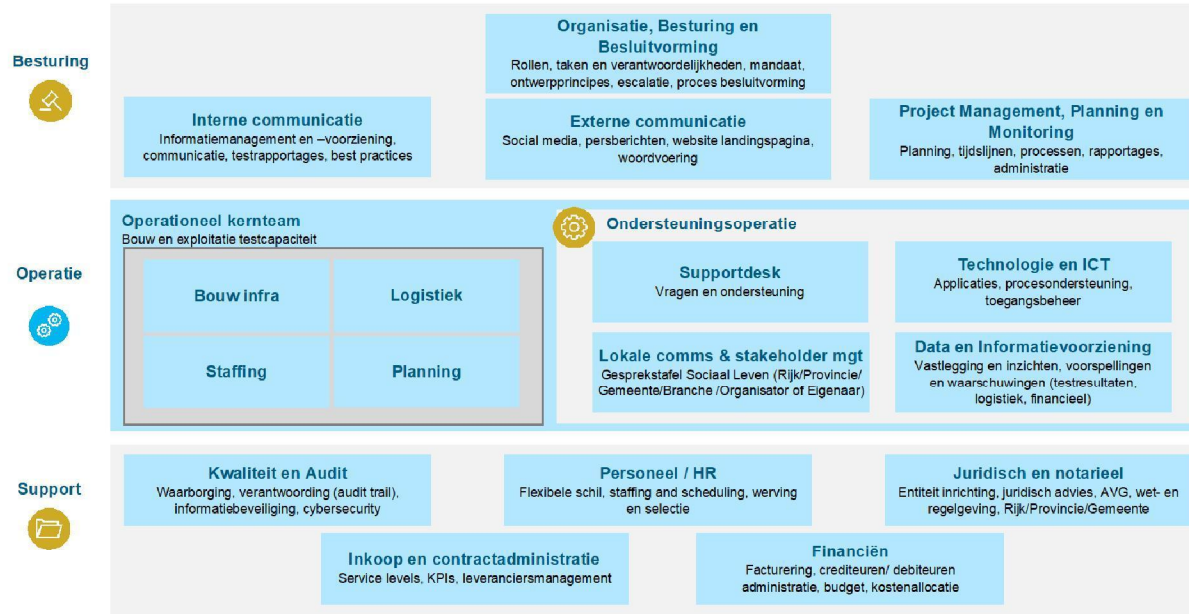 Besturing
Organisatie, Besturing en
Besluitvorming
Rollen, taken en verantwoordelijkheden, mandaat,
ontwerpprincipes, escalatie, proces besluitvorming
Interne communicatie
Informatiemanagement en –voorziening,
communicatie, testrapportages, best practices
Externe communicatie
Social media, persberichten, website landingspagina,
woordvoering
Project Management, Planning en
Monitoring
Planning, tijdslijnen, processen, rapportages,
administratie
Operatie
Operationeel kernteam
Bouw en exploitatie testcapaciteit
Bouw infra
Logistiek
Staffing
Planning
Ondersteuningsoperatie
Supportdesk
Vragen en ondersteuning
Technologie en ICT
Applicaties, procesondersteuning,
toegangsbeheer
Lokale comms & stakeholder mgt
Gesprekstafel Sociaal Leven (Rijk/Provincie/
Gemeente/Branche /Organisator of Eigenaar)
Data en Informatievoorziening
Vastlegging en inzichten, voorspellingen
en waarschuwingen (testresultaten,
logistiek, financieel)
Support
Kwaliteit en Audit
Waarborging, verantwoording (audit trail),
informatiebeveiliging, cybersecurity
Personeel / HR
Flexibele schil, staffing and scheduling, werving
en selectie
Juridisch en notarieel
Entiteit inrichting, juridisch advies, AVG, wet- en
regelgeving, Rijk/Provincie/Gemeente
Inkoop en contractadministratie
Service levels, KPIs, leveranciersmanagement
Financiën
Facturering, crediteuren/ debiteuren
administratie, budget, kostenallocatie